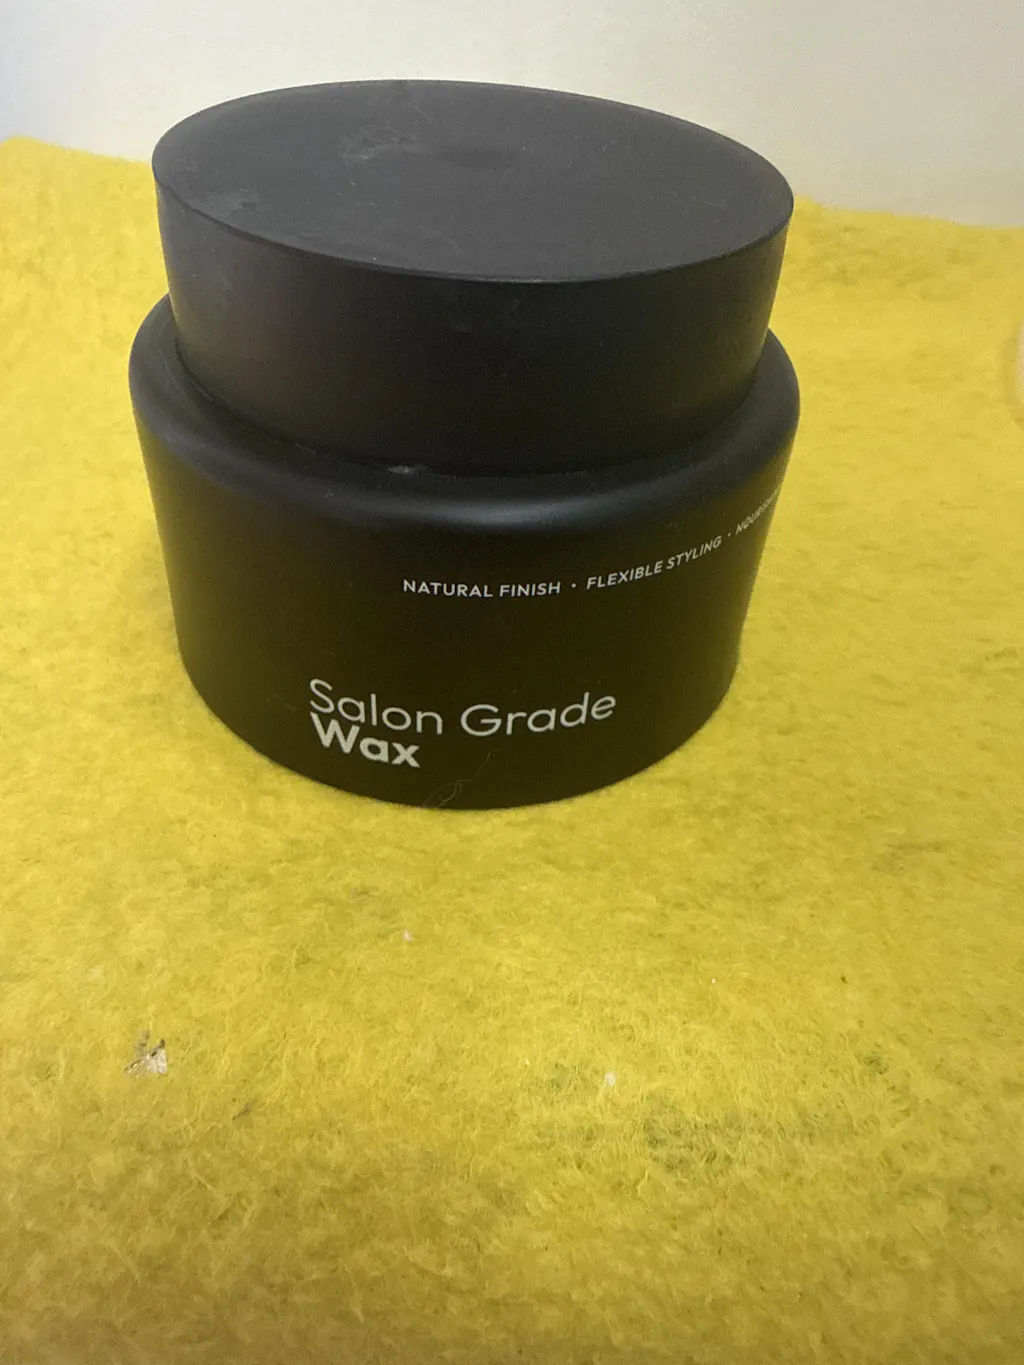 NATURAL FINISH • FLEXIBLE STYLING •
Salon Grade
Wax